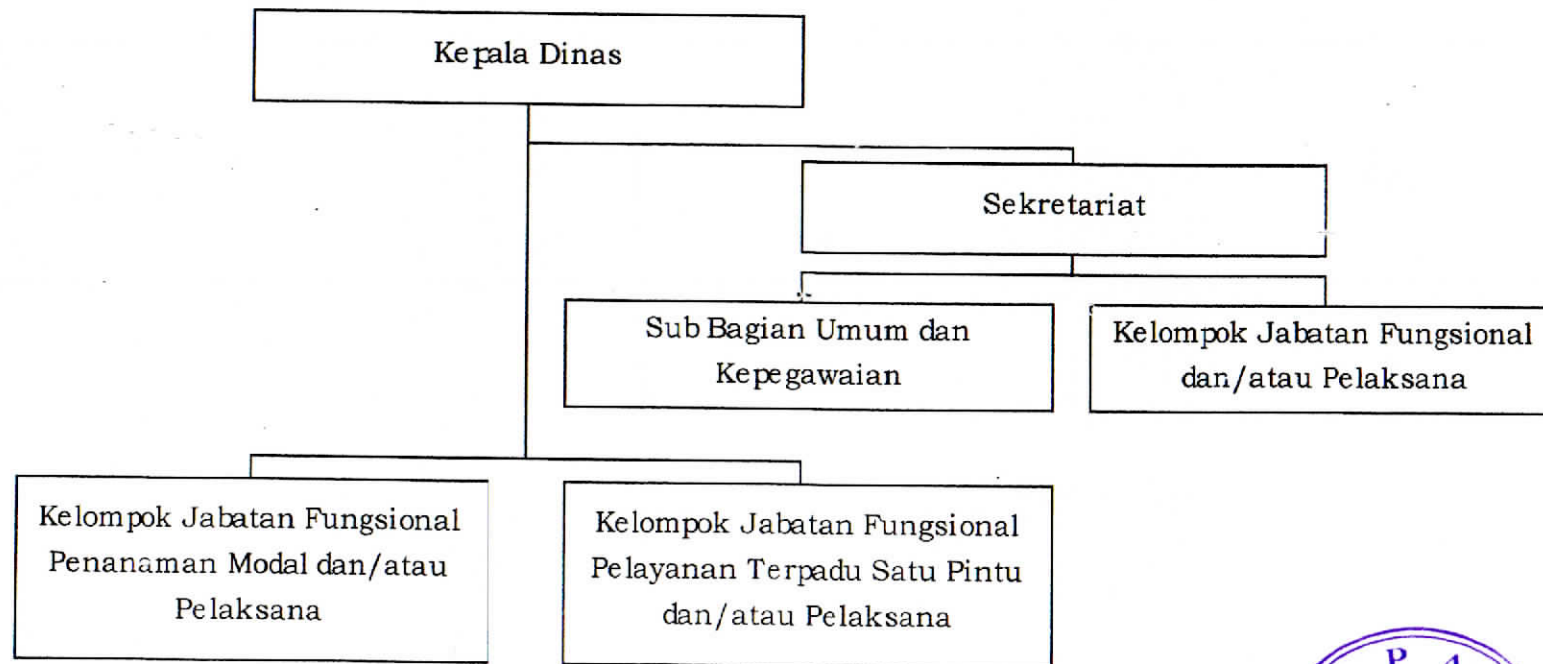 Kepala Dinas
Sekretariat
Sub Bagian Umum dan
Kepegawaian
Kelompok Jabatan Fungsional
dan/atau Pelaksana
Kelompok Jabatan Fungsional
Penanaman Modal dan/atau
Pelaksana
Kelompok Jabatan Fungsional
Pelayanan Terpadu Satu Pintu
dan/atau Pelaksana